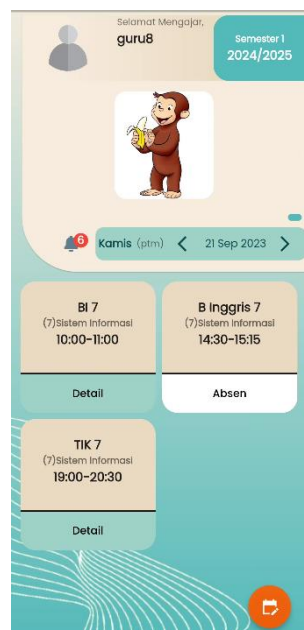 Selamat Mengajar,
guru8
Semester 1
2024/2025
6
Kamis (ptm)
21 Sep 2023
BI 7
(7)Sistem Informasi
10:00-11:00
Detail
B Inggris 7
(7)Sistem Informasi
14:30-15:15
Absen
TIK 7
(7)Sistem Informasi
19:00-20:30
Detail